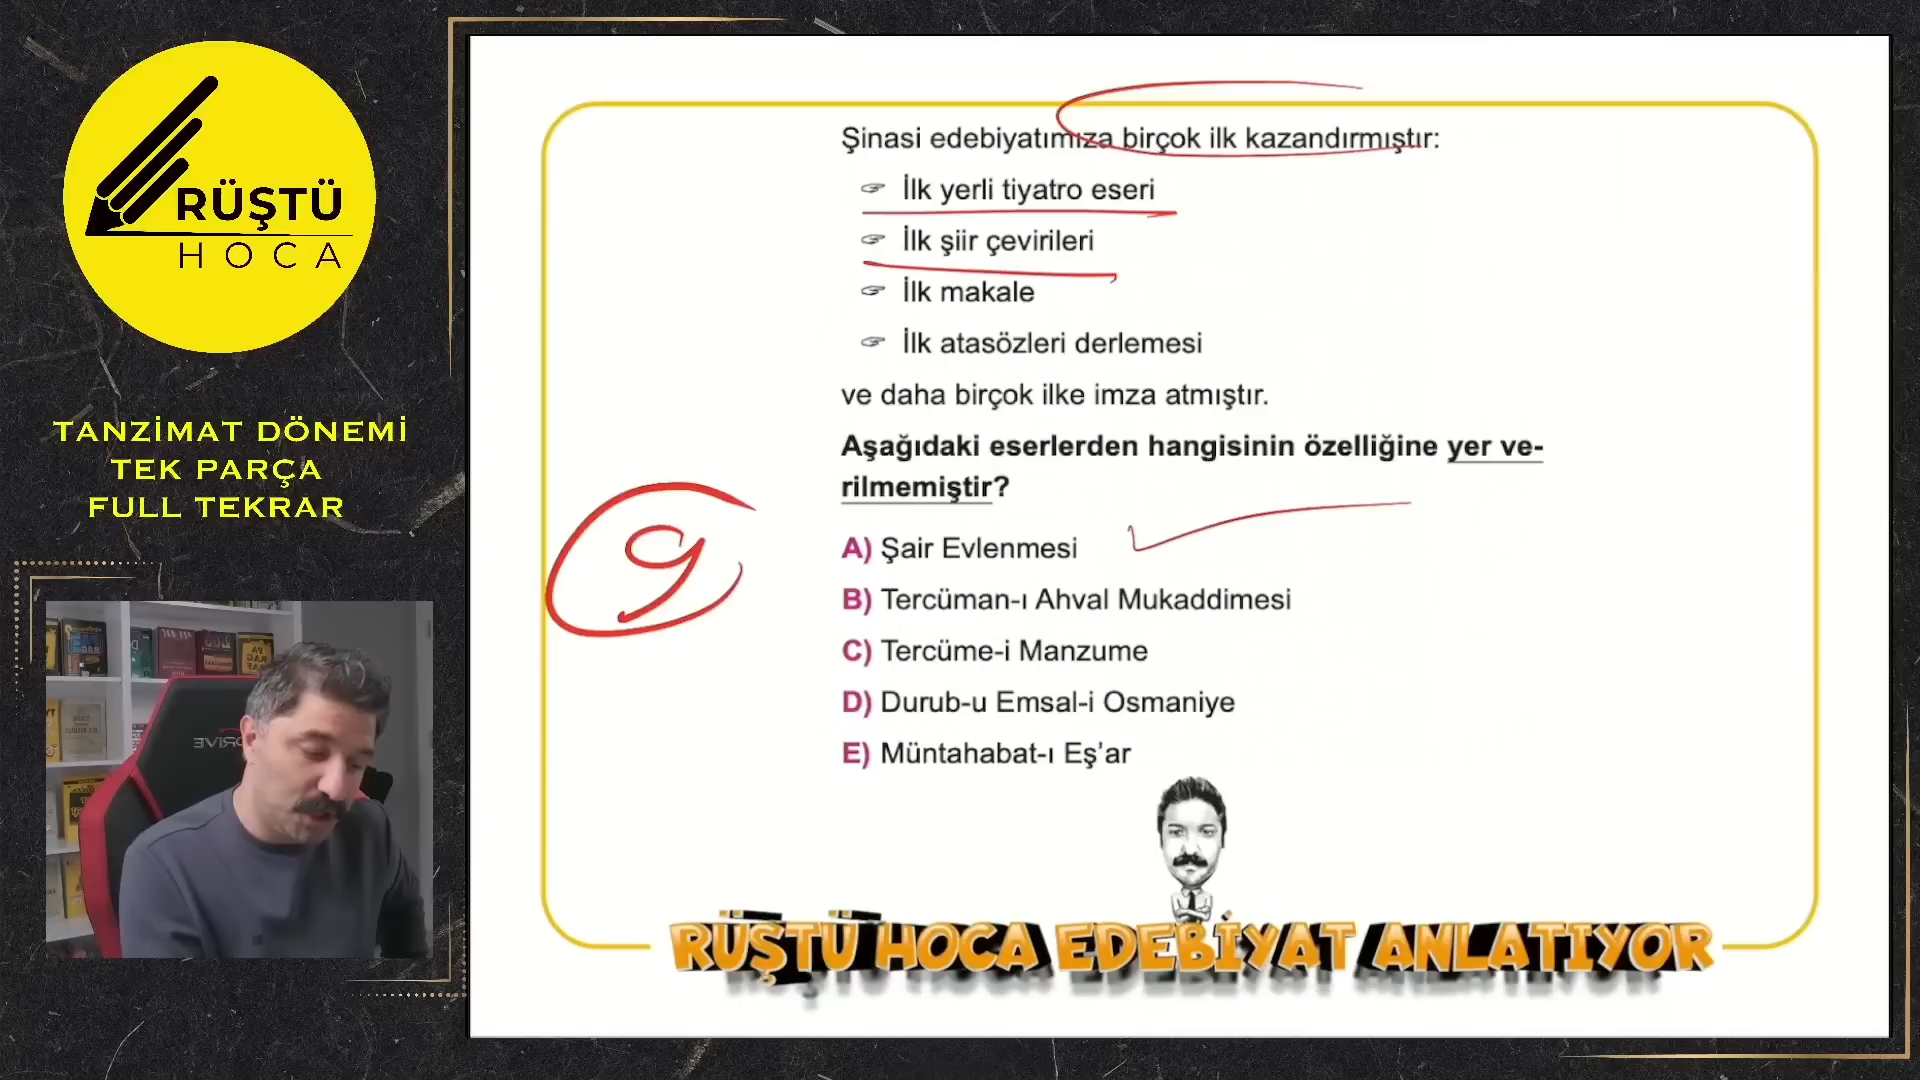 RÜŞTÜ
HOCA
TANZİMAT DÖNEMİ
TEK PARÇA
FULL TEKRAR
Şinasi edebiyatımıza birçok ilk kazandırmıştır:
☞ İlk yerli tiyatro eseri
☞ İlk şiir çevirileri
☞ İlk makale
☞ İlk atasözleri derlemesi
ve daha birçok ilke imza atmıştır.
Aşağıdaki eserlerden hangisinin özelliğine yer ve-
rilmemiştir?
9
A) Şair Evlenmesi
B) Tercüman-ı Ahval Mukaddimesi
C) Tercüme-i Manzume
D) Durub-u Emsal-i Osmaniye
E) Müntahabat-ı Eş’ar
RÜŞTÜ HOCA EDEBİYAT ANLATIYOR